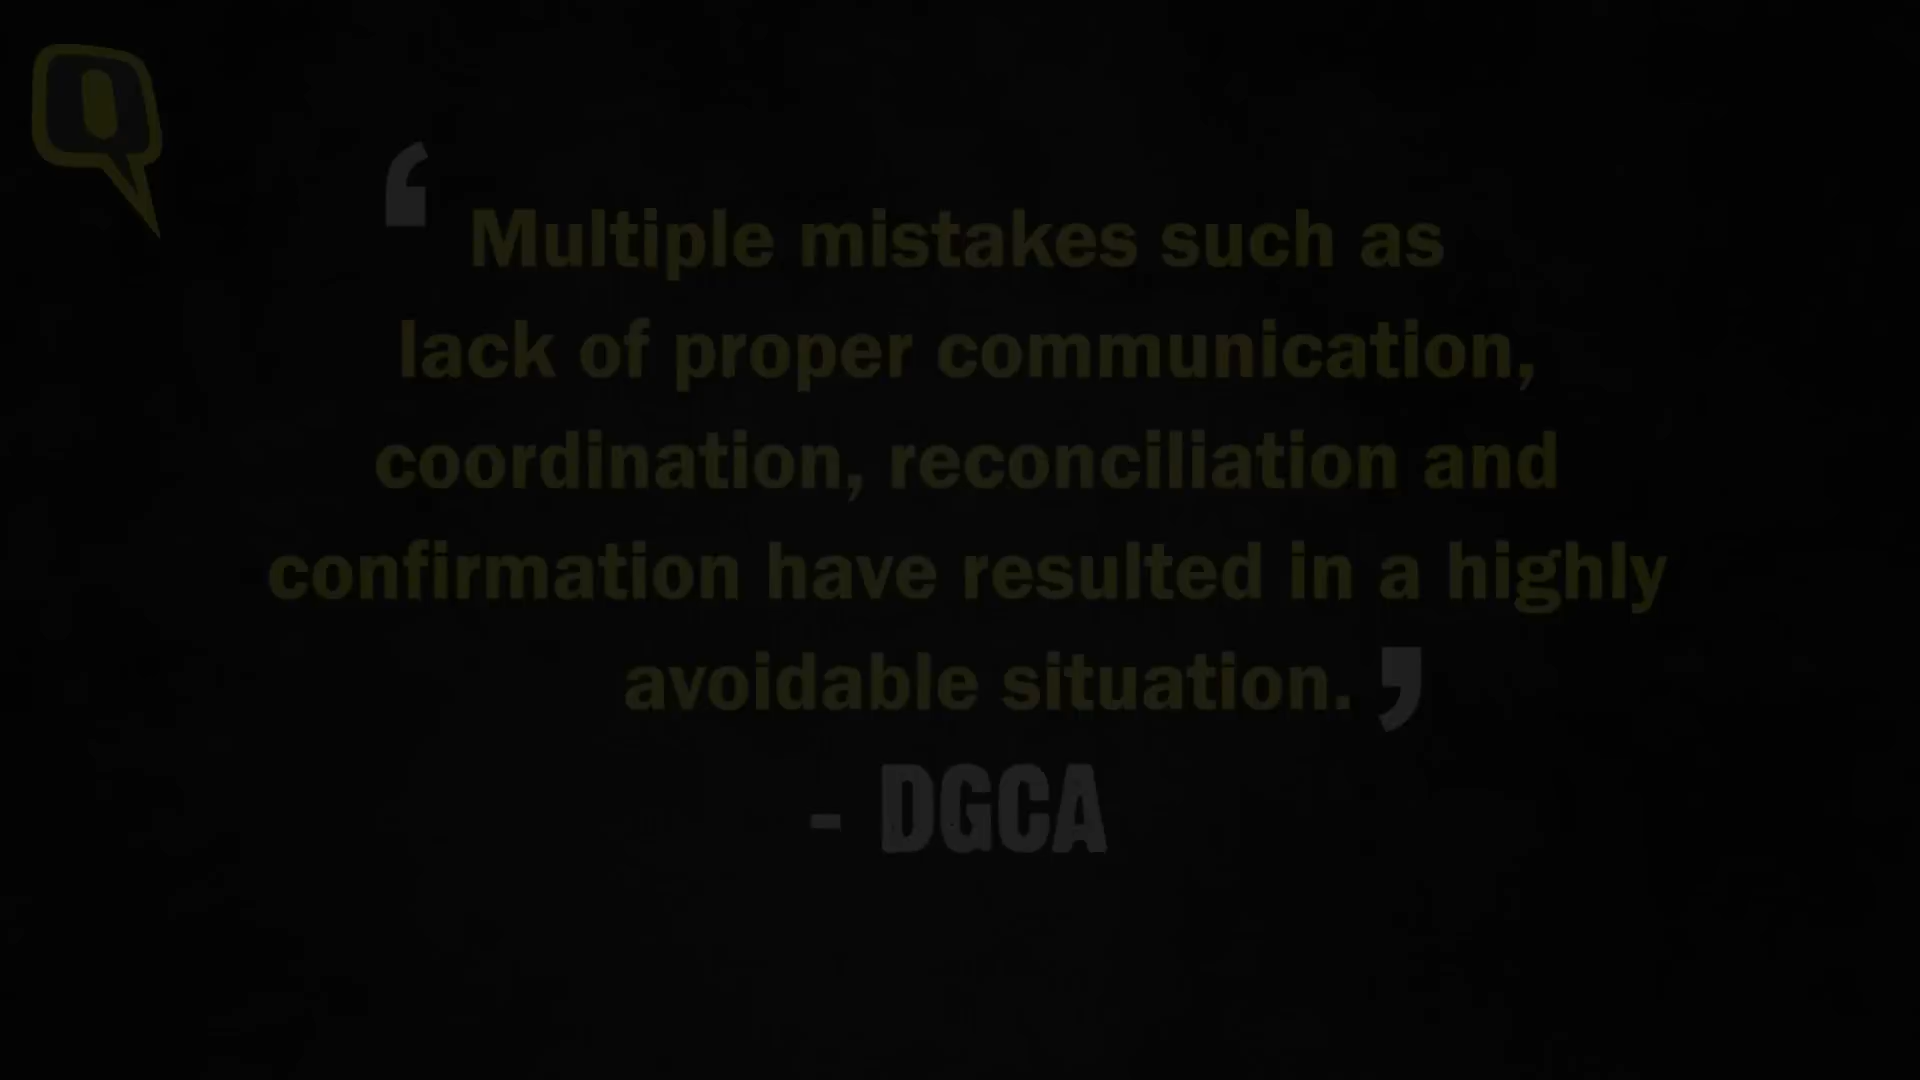 ‘Multiple mistakes such as
lack of proper communication,
coordination, reconciliation and
confirmation have resulted in a highly
avoidable situation.’
- DGCA